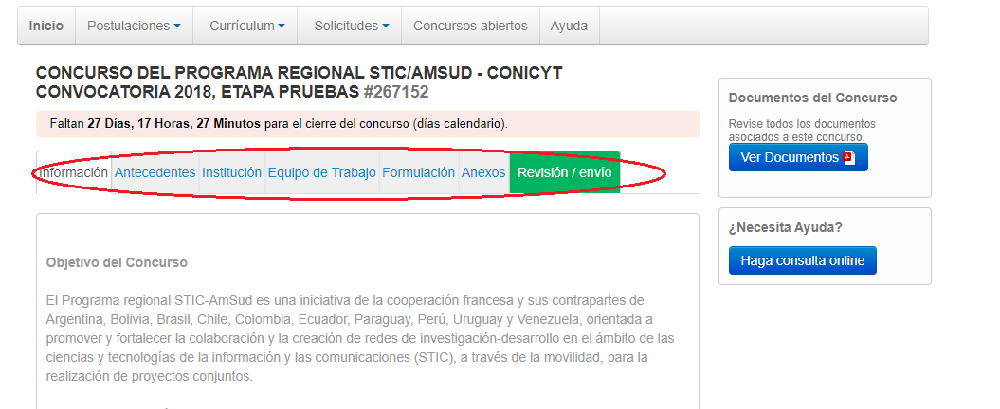 Inicio Postulaciones Currículum Solicitudes Concursos abiertos Ayuda
CONCURSO DEL PROGRAMA REGIONAL STIC/AMSUD - CONICYT
CONVOCATORIA 2018, ETAPA PRUEBAS #267152
Faltan 27 Días, 17 Horas, 27 Minutos para el cierre del concurso (días calendario).
Información Antecedentes Institución Equipo de Trabajo Formulación Anexos Revisión / envío
Objetivo del Concurso
El Programa regional STIC-AmSud es una iniciativa de la cooperación francesa y sus contrapartes de
Argentina, Bolivia, Brasil, Chile, Colombia, Ecuador, Paraguay, Perú, Uruguay y Venezuela, orientada a
promover y fortalecer la colaboración y la creación de redes de investigación-desarrollo en el ámbito de las
ciencias y tecnologías de la información y las comunicaciones (STIC), a través de la movilidad, para la
realización de proyectos conjuntos.
Documentos del Concurso
Revise todos los documentos
asociados a este concurso.
Ver Documentos
¿Necesita Ayuda?
Haga consulta online